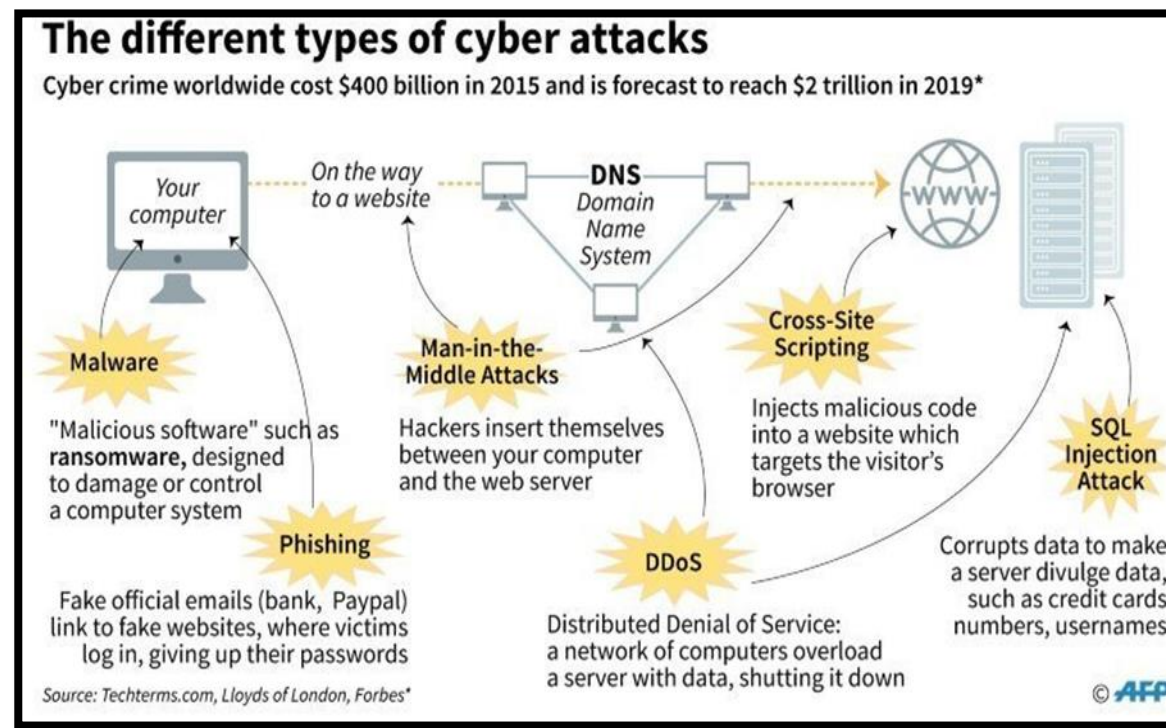 The different types of cyber attacks
Cyber crime worldwide cost $400 billion in 2015 and is forecast to reach $2 trillion in 2019*
Your
computer
On the way
to a website
DNS
Domain
Name
System
WWW
Malware
"Malicious software" such as
ransomware, designed
to damage or control
a computer system
Phishing
Fake official emails (bank, Paypal)
link to fake websites, where victims
log in, giving up their passwords
Man-in-the-
Middle Attacks
Hackers insert themselves
between your computer
and the web server
DDoS
Distributed Denial of Service:
a network of computers overload
a server with data, shutting it down
Cross-Site
Scripting
Injects malicious code
into a website which
targets the visitor's
browser
SQL
Injection
Attack
Corrupts data to make
a server divulge data,
such as credit cards
numbers, usernames
Source: Techterms.com, Lloyds of London, Forbes*
© AFP